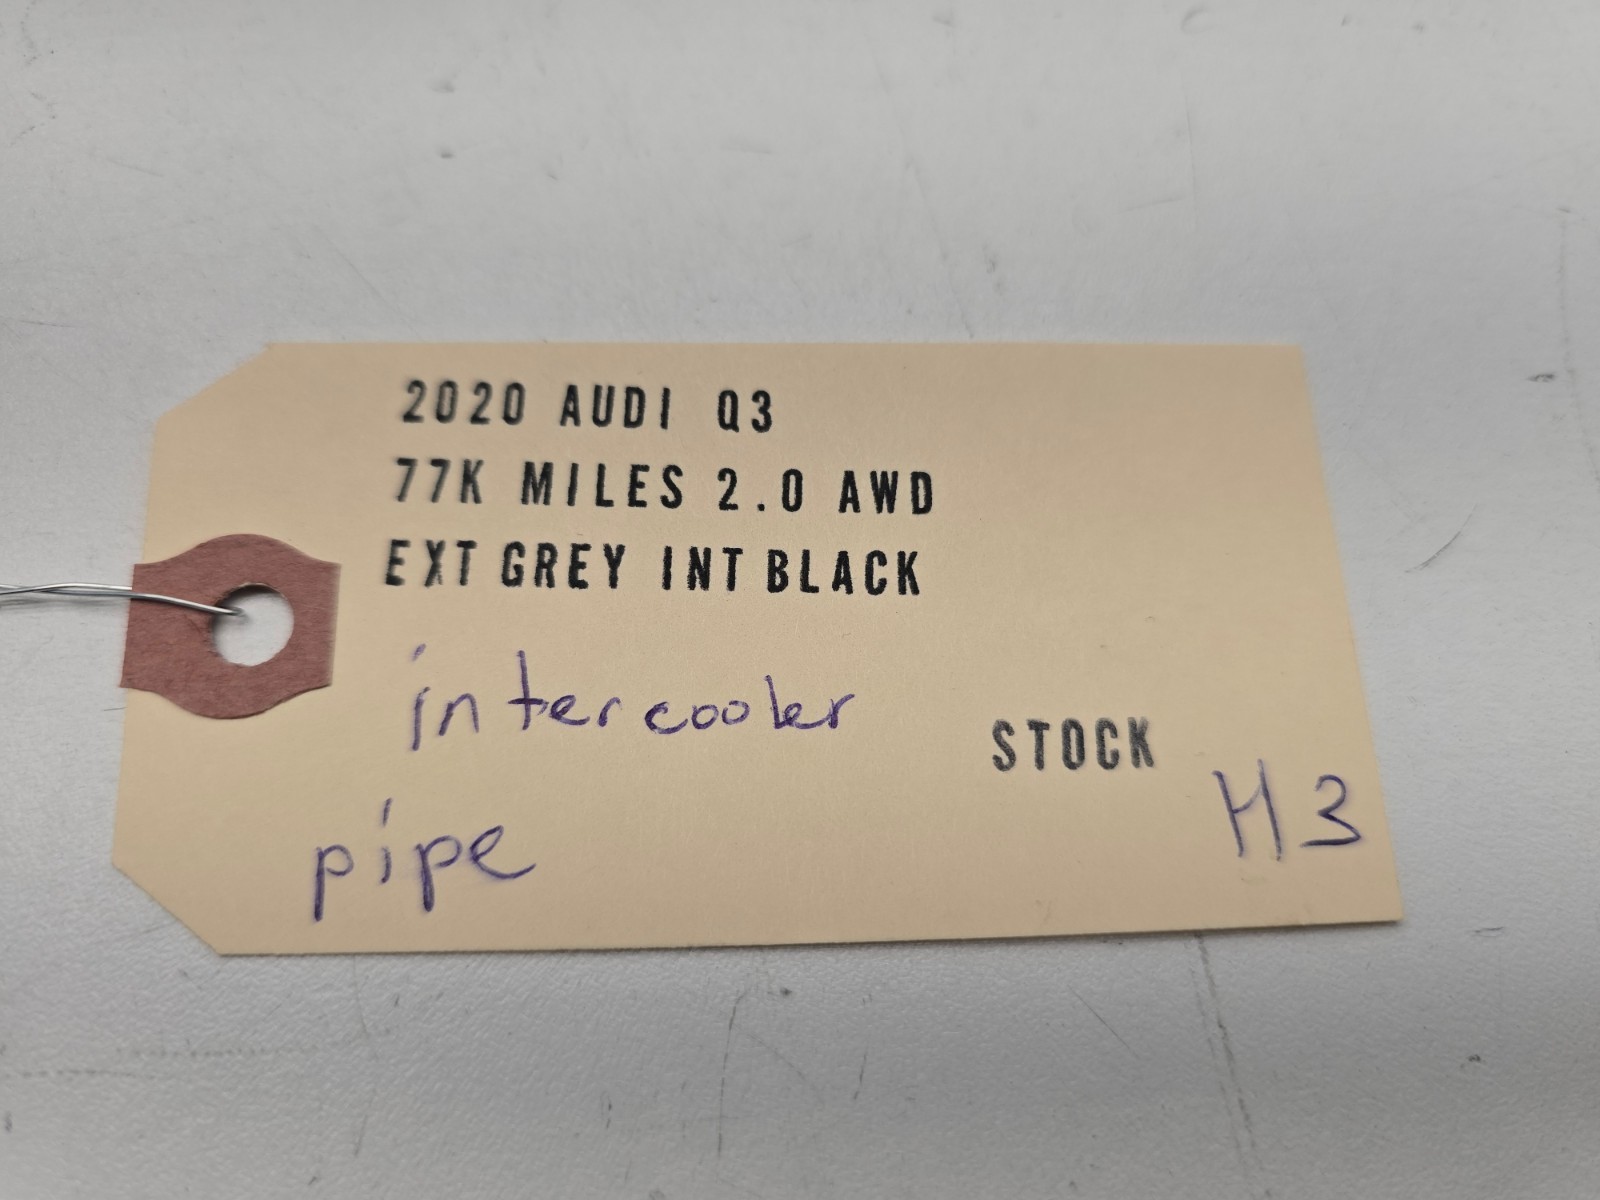 2020 AUDI Q3
77K MILES 2.0 AWD
EXT GREY INT BLACK
intercooler
pipe
STOCK
H3